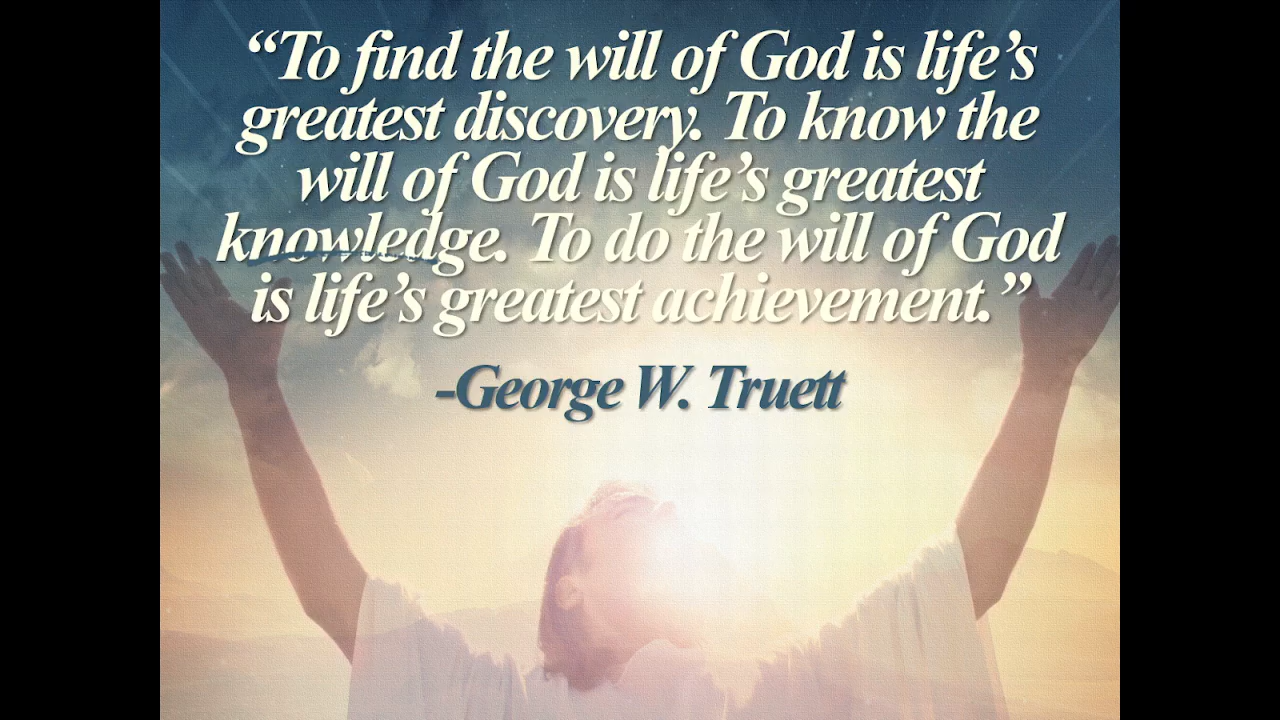 “To find the will of God is life’s
greatest discovery. To know the
will of God is life’s greatest
knowledge. To do the will of God
is life’s greatest achievement.”
-George W. Truett